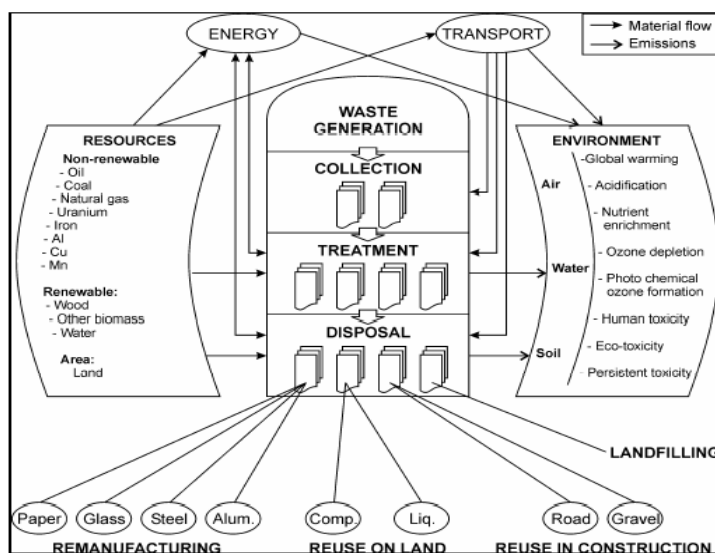 ENERGY
TRANSPORT
Material flow
Emissions
WASTE
GENERATION
COLLECTION
TREATMENT
DISPOSAL
RESOURCES
Non-renewable
- Oil
- Coal
- Natural gas
- Uranium
- Iron
- Al
- Cu
- Mn
Renewable:
- Wood
- Other biomass
- Water
Area:
Land
ENVIRONMENT
Air
Water
Soil
-Global warming
- Acidification
- Nutrient
enrichment
- Ozone depletion
- Photo chemical
ozone formation
- Human toxicity
- Eco-toxicity
Persistent toxicity
LANDFILLING
Paper
Glass
Steel
Alum.
Comp.
Liq.
Road
Gravel
REMANUFACTURING
REUSE ON LAND
REUSE IN CONSTRUCTION